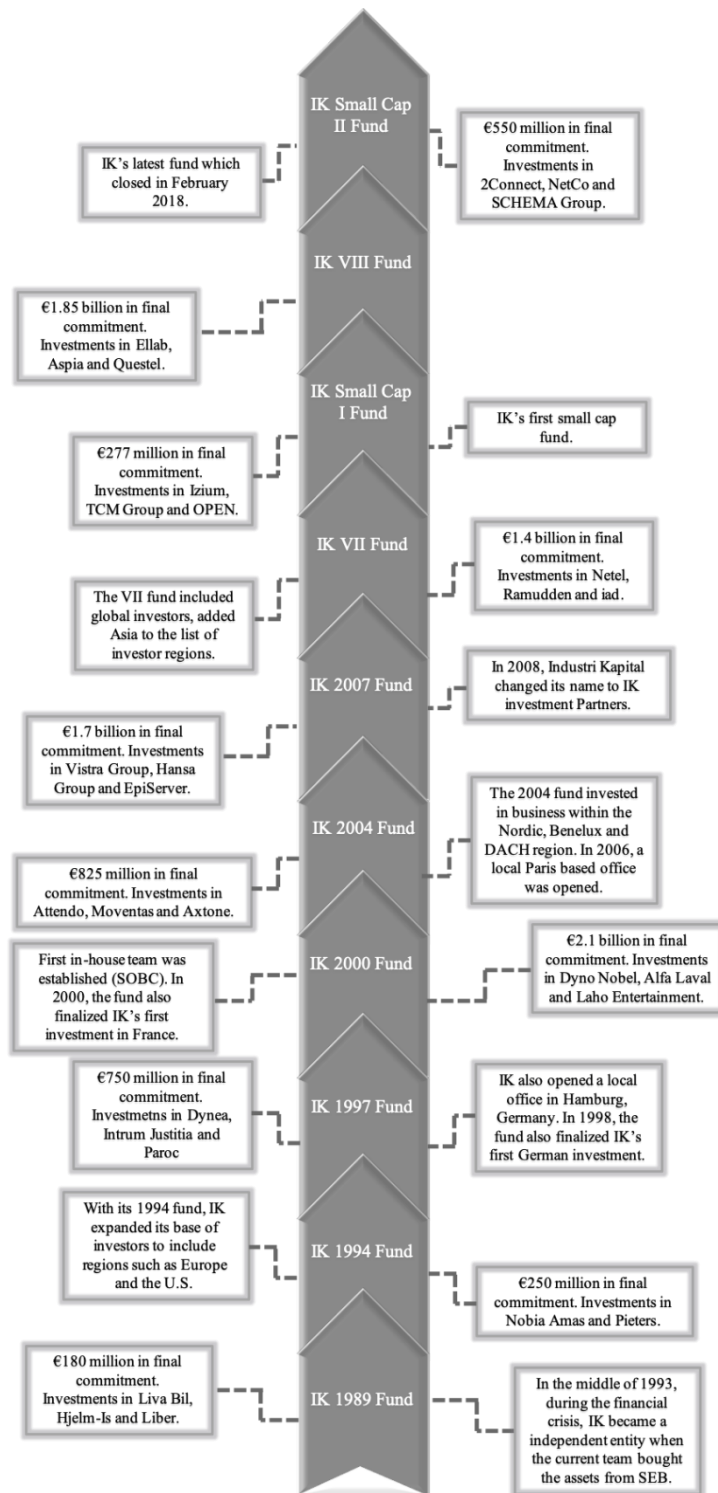 IK Small Cap
II Fund
€550 million in final
commitment.
Investments in
2Connect, NetCo and
SCHEMA Group.
IK's latest fund which
closed in February
2018.
IK VIII Fund
€1.85 billion in final
commitment.
Investments in Ellab,
Aspia and Questel.
IK Small Cap
I Fund
IK's first small cap
fund.
€277 million in final
commitment.
Investments in Izium,
TCM Group and OPEN.
IK VII Fund
€1.4 billion in final
commitment.
Investments in Netel,
Ramudden and iad.
The VII fund included
global investors, added
Asia to the list of
investor regions.
IK 2007 Fund
In 2008, Industri Kapital
changed its name to IK
investment Partners.
€1.7 billion in final
commitment. Investments
in Vistra Group, Hansa
Group and EpiServer.
IK 2004 Fund
The 2004 fund invested
in business within the
Nordic, Benelux and
DACH region. In 2006, a
local Paris based office
was opened.
€825 million in final
commitment. Investments in
Attendo, Moventas and Axtone.
IK 2000 Fund
€2.1 billion in final
commitment. Investments
in Dyno Nobel, Alfa Laval
and Laho Entertainment.
First in-house team was
established (SOBC). In
2000, the fund also
finalized IK's first
investment in France.
IK 1997 Fund
€750 million in final
commitment.
Investmetns in Dynea,
Intrum Justitia and
Paroc
IK also opened a local
office in Hamburg,
Germany. In 1998, the
fund also finalized IK's
first German investment.
IK 1994 Fund
With its 1994 fund, IK
expanded its base of
investors to include
regions such as Europe
and the U.S.
€250 million in final
commitment. Investments in
Nobia Amas and Pieters.
IK 1989 Fund
€180 million in final
commitment.
Investments in Liva Bil,
Hjelm-Is and Liber.
In the middle of 1993,
during the financial
crisis, IK became a
independent entity when
the current team bought
the assets from SEB.